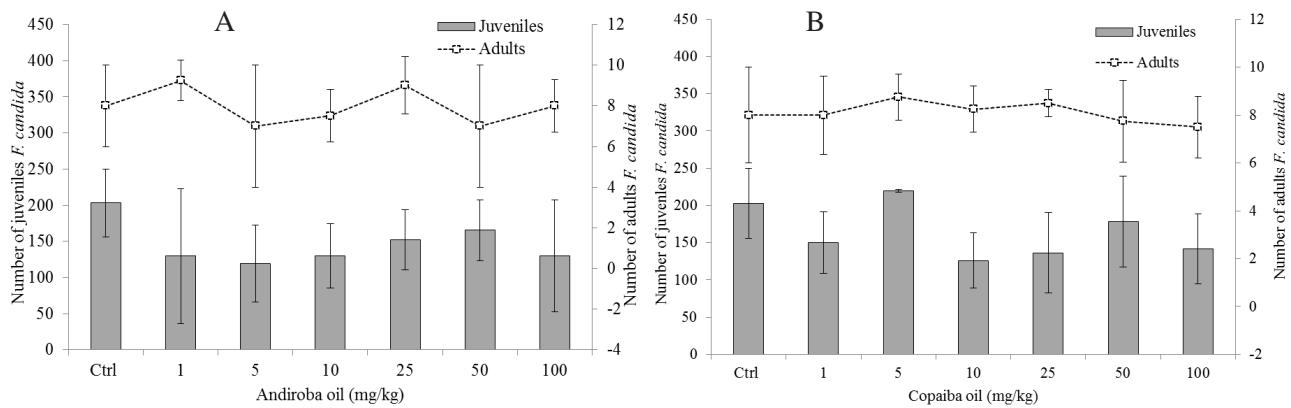 A
Number of juveniles F. candida
450
400
350
300
250
200
150
100
50
0
Juveniles
Adults
12
10
8
6
4
2
0
-2
-4
Number of adults F. candida
Ctrl 1 5 10 25 50 100
Andiroba oil (mg/kg)
B
Number of juveniles F. candida
450
400
350
300
250
200
150
100
50
0
Juveniles
Adults
12
10
8
6
4
2
0
-2
Number of adults F. candida
Ctrl 1 5 10 25 50 100
Copaiba oil (mg/kg)